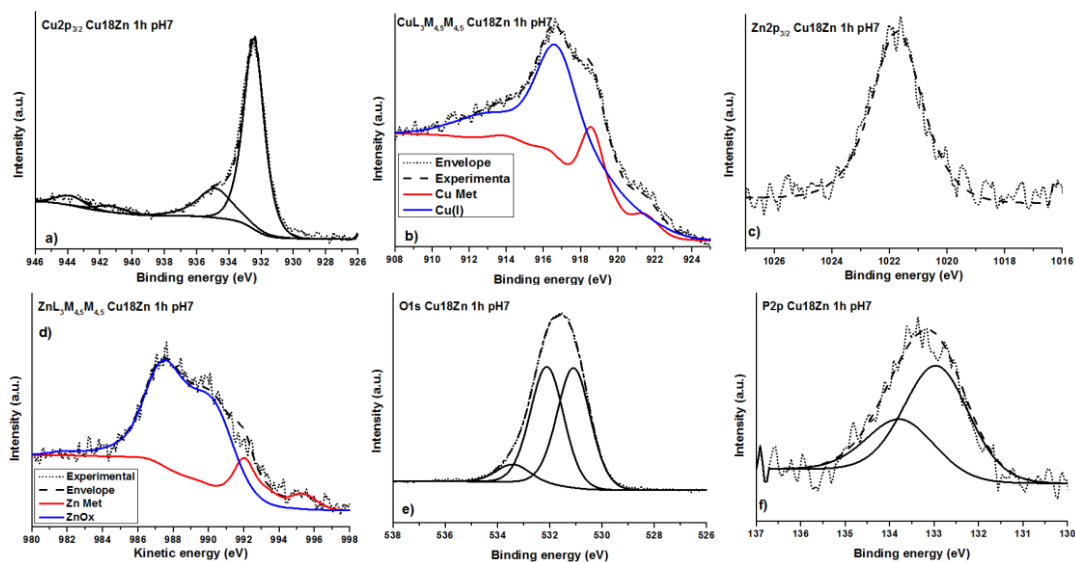 Cu2p3/2 Cu18Zn 1h pH7
Intensity (a.u.)
a)
946 944 942 940 938 936 934 932 930 928 926
Binding energy (eV)
CuL3M4,5M4,5 Cu18Zn 1h pH7
Intensity (a.u.)
Envelope
Experimenta
Cu Met
Cu(I)
b)
908 910 912 914 916 918 920 922 924
Binding energy (eV)
Zn2p3/2 Cu18Zn 1h pH7
Intensity (a.u.)
c)
1026 1024 1022 1020 1018 1016
Binding energy (eV)
ZnL3M4,5M4,5 Cu18Zn 1h pH7
d)
Intensity (a.u.)
Experimental
Envelope
Zn Met
ZnOx
980 982 984 986 988 990 992 994 996 998
Kinetic energy (eV)
O1s Cu18Zn 1h pH7
Intensity (a.u.)
e)
538 536 534 532 530 528 526
Binding energy (eV)
P2p Cu18Zn 1h pH7
Intensity (a.u.)
f)
137 136 135 134 133 132 131 130
Binding energy (eV)